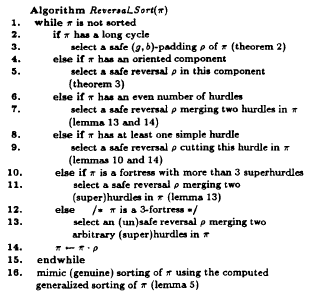 Algorithm Reversal_Sort(π)
1. while π is not sorted
2. if π has a long cycle
3. select a safe (g, b)-padding ρ of π (theorem 2)
4. else if π has an oriented component
5. select a safe reversal ρ in this component
(theorem 3)
6. else if π has an even number of hurdles
7. select a safe reversal ρ merging two hurdles in π
(lemma 13 and 14)
8. else if π has at least one simple hurdle
9. select a safe reversal ρ cutting this hurdle in π
(lemmas 10 and 14)
10. else if π is a fortress with more than 3 superhurdles
11. select a safe reversal ρ merging two
(super)hurdles in π (lemma 13)
12. else /* π is a 3-fortress */
13. select an (un)safe reversal ρ merging two
arbitrary (super)hurdles in π
14. π ← π · ρ
15. endwhile
16. mimic (genuine) sorting of π using the computed
generalized sorting of π (lemma 5)